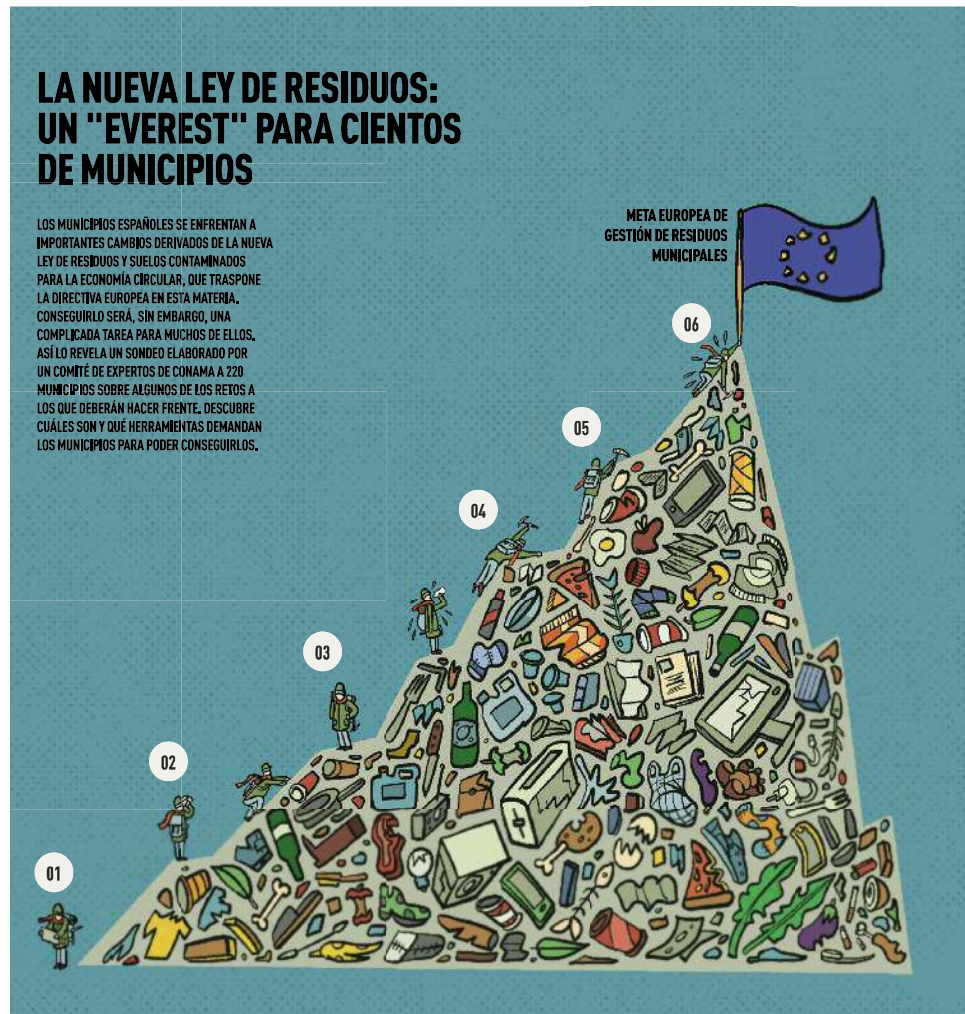 LA NUEVA LEY DE RESIDUOS:
UN "EVEREST" PARA CIENTOS
DE MUNICIPIOS
LOS MUNICIPIOS ESPAÑOLES SE ENFRENTAN A
IMPORTANTES CAMBIOS DERIVADOS DE LA NUEVA
LEY DE RESIDUOS Y SUELOS CONTAMINADOS
PARA LA ECONOMÍA CIRCULAR, QUE TRASPONE
LA DIRECTIVA EUROPEA EN ESTA MATERIA.
CONSEGUIRLO SERÁ, SIN EMBARGO, UNA
COMPLICADA TAREA PARA MUCHOS DE ELLOS.
ASÍ LO REVELA UN SONDEO ELABORADO POR
UN COMITÉ DE EXPERTOS DE CONAMA A 220
MUNICIPIOS SOBRE ALGUNOS DE LOS RETOS A
LOS QUE DEBERÁN HACER FRENTE. DESCUBRE
CUÁLES SON Y QUÉ HERRAMIENTAS DEMANDAN
LOS MUNICIPIOS PARA PODER CONSEGUIRLOS.
META EUROPEA DE
GESTIÓN DE RESIDUOS
MUNICIPALES
06
05
04
03
02
01